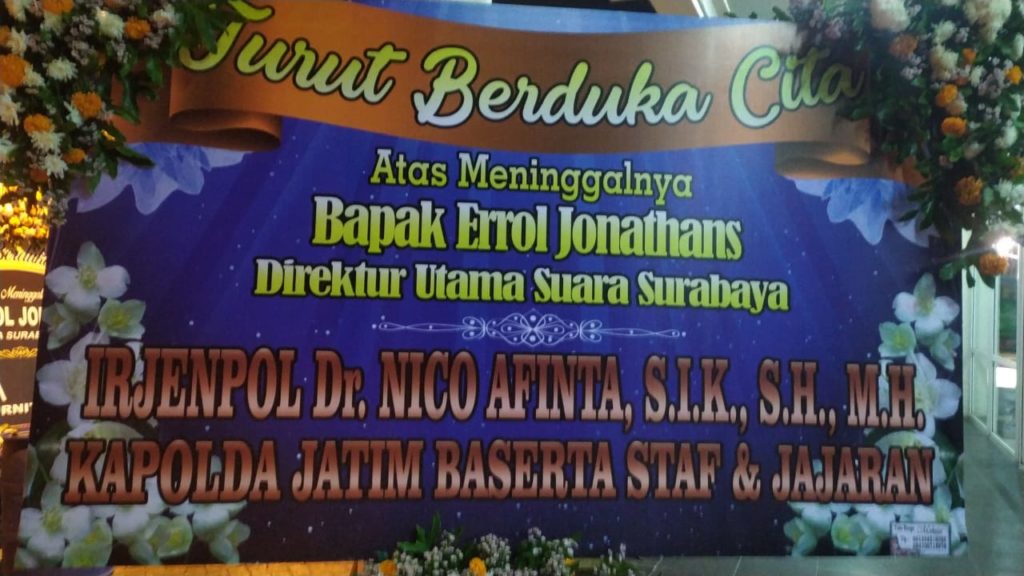 Turut Berduka Cita
Atas Meninggalnya
Bapak Errol Jonathans
Direktur Utama Suara Surabaya
IRJENPOL Dr. NICO AFINTA, S.I.K., S.H., M.H.
KAPOLDA JATIM BASERTA STAF & JAJARAN